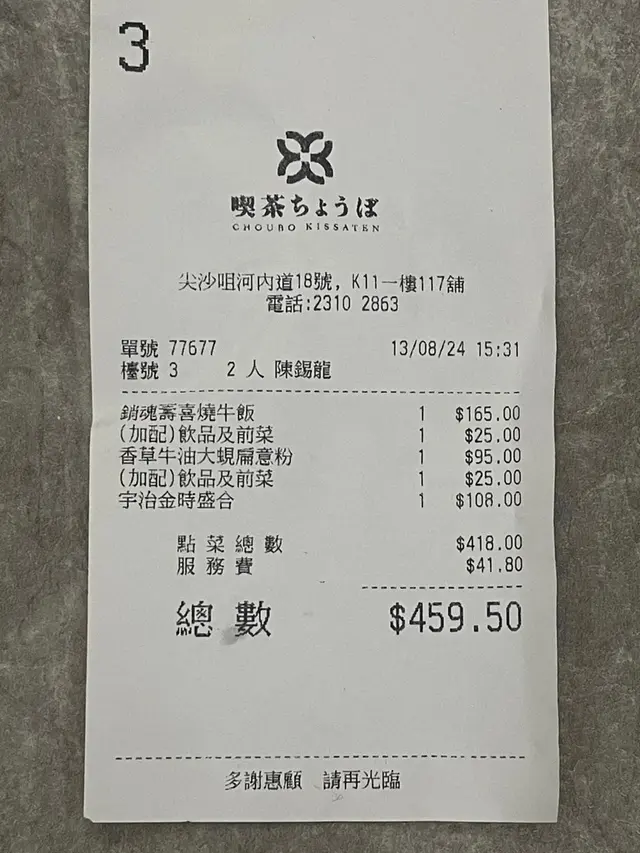 3
喫茶ちょうぼ
CHOUBO KISSATEN
尖沙咀河內道18號, K11一樓117舖
電話:2310 2863
單號 77677 13/08/24 15:31
檯號 3 2 人 陳錫龍
銷魂壽喜燒牛飯 1 $165.00
(加配)飲品及前菜 1 $25.00
香草牛油大蜆扁意粉 1 $95.00
(加配)飲品及前菜 1 $25.00
宇治金時盛合 1 $108.00
點菜總數 $418.00
服務費 $41.80
總數 $459.50
多謝惠顧 請再光臨